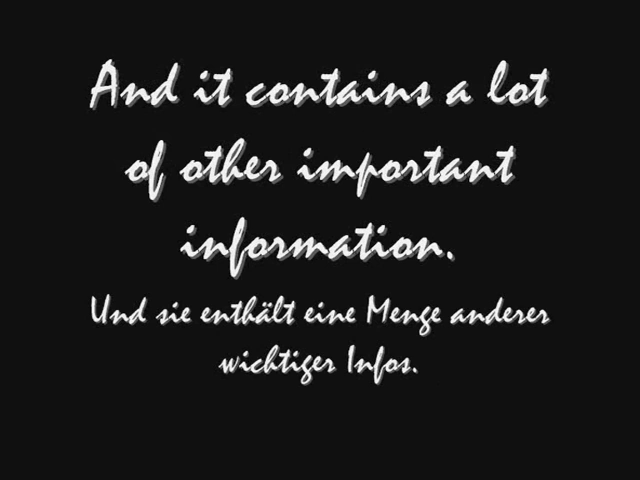 And it contains a lot
of other important
information.
Und sie enthält eine Menge anderer
wichtiger Infos.